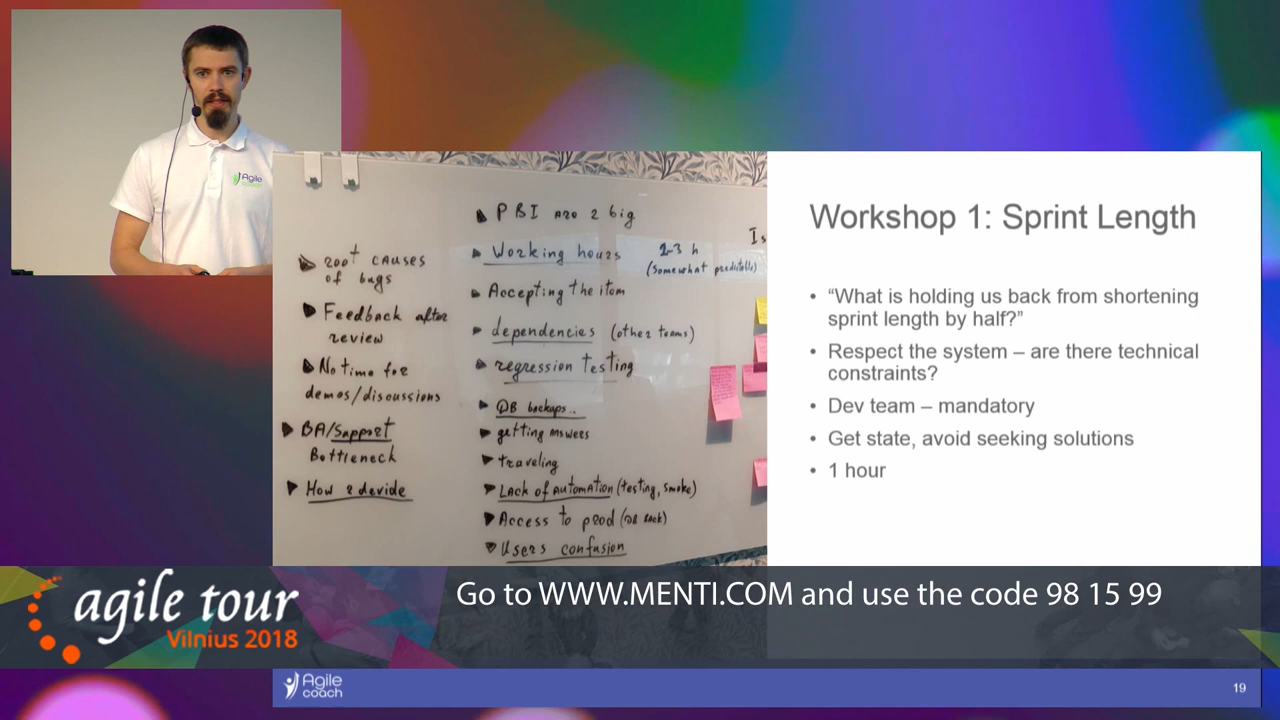 Agile
coach
PBI are 2 big
Is
Working hours
2-3 h
(somewhat predictable)
root causes
of bugs
Accepting the item
Feedback after
review
dependencies (other teams)
No time for
demos/discussions
regression testing
DB backups..
BA/Support
Bottleneck
getting answers
traveling
How 2 devide
Lack of automation (testing, smoke)
Access to prod (DB back)
Users confusion
Workshop 1: Sprint Length
• “What is holding us back from shortening
sprint length by half?”
• Respect the system – are there technical
constraints?
• Dev team – mandatory
• Get state, avoid seeking solutions
• 1 hour
Go to WWW.MENTI.COM and use the code 98 15 99
agile tour
Vilnius 2018
Agile
coach
19